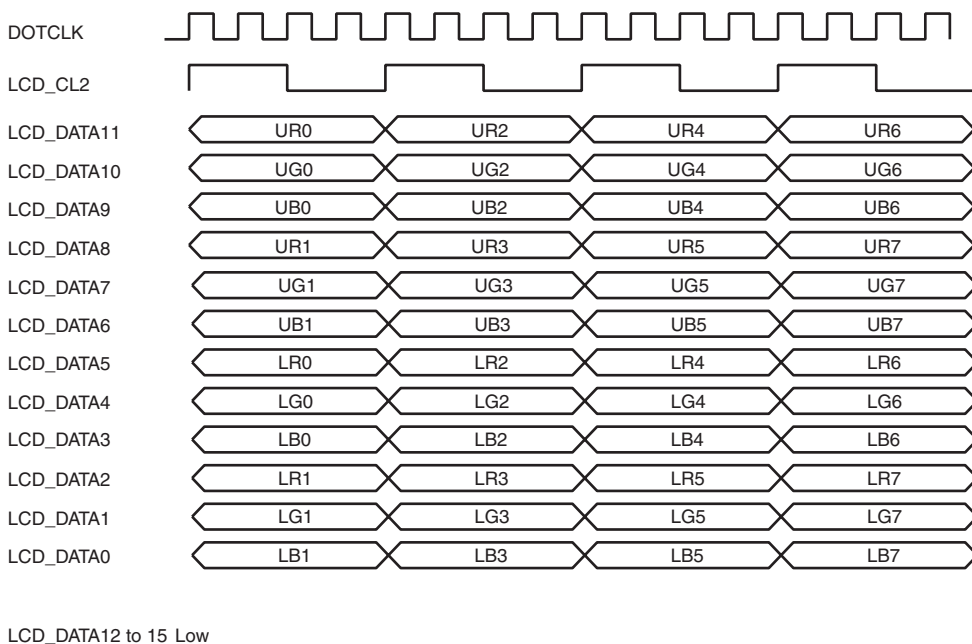 DOTCLK
LCD_CL2
LCD_DATA11 UR0 UR2 UR4 UR6
LCD_DATA10 UG0 UG2 UG4 UG6
LCD_DATA9 UB0 UB2 UB4 UB6
LCD_DATA8 UR1 UR3 UR5 UR7
LCD_DATA7 UG1 UG3 UG5 UG7
LCD_DATA6 UB1 UB3 UB5 UB7
LCD_DATA5 LR0 LR2 LR4 LR6
LCD_DATA4 LG0 LG2 LG4 LG6
LCD_DATA3 LB0 LB2 LB4 LB6
LCD_DATA2 LR1 LR3 LR5 LR7
LCD_DATA1 LG1 LG3 LG5 LG7
LCD_DATA0 LB1 LB3 LB5 LB7
LCD_DATA12 to 15 Low